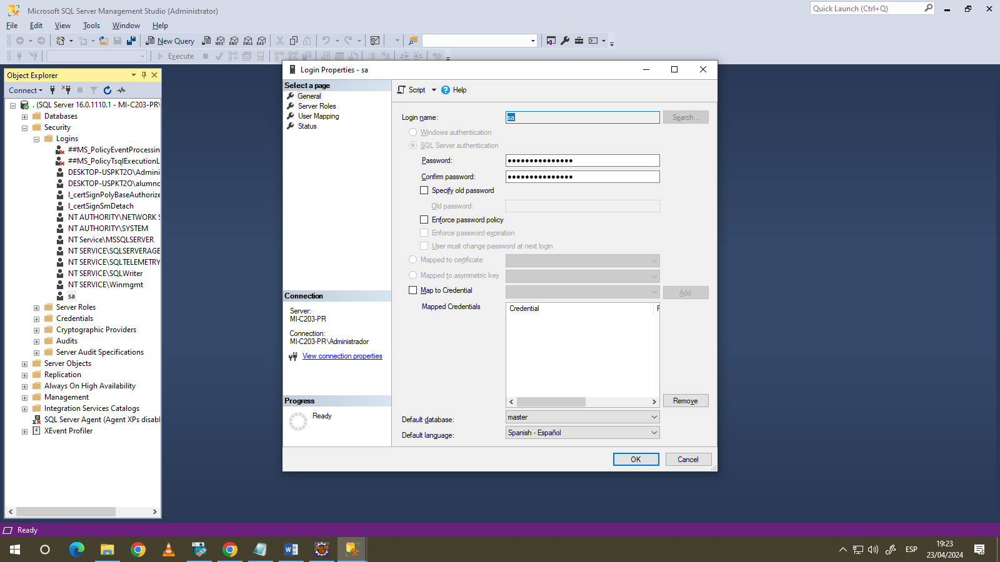 Microsoft SQL Server Management Studio (Administrator)
Quick Launch (Ctrl+Q)
File Edit View Tools Window Help
New Query
MDX DMX XMLA DAX
Execute
Object Explorer
Connect
. (SQL Server 16.0.1110.1 - MI-C203-PR\
Databases
Security
Logins
##MS_PolicyEventProcessin
##MS_PolicyTsqlExecutionL
DESKTOP-USPKT2O\Admini
DESKTOP-USPKT2O\alumno
l_certSignPolyBaseAuthorize
l_certSignSmDetach
NT AUTHORITY\NETWORK S
NT AUTHORITY\SYSTEM
NT Service\MSSQLSERVER
NT SERVICE\SQLSERVERAGE
NT SERVICE\SQLTELEMETRY
NT SERVICE\SQLWriter
NT SERVICE\Winmgmt
sa
Server Roles
Credentials
Cryptographic Providers
Audits
Server Audit Specifications
Server Objects
Replication
Always On High Availability
Management
Integration Services Catalogs
SQL Server Agent (Agent XPs disabl
XEvent Profiler
Login Properties - sa
Select a page
General
Server Roles
User Mapping
Status
Connection
Server:
MI-C203-PR
Connection:
MI-C203-PR\Administrador
View connection properties
Progress
Ready
Script Help
Login name: sa Search...
Windows authentication
SQL Server authentication
Password: ●●●●●●●●●●●●●●●
Confirm password: ●●●●●●●●●●●●●●●
Specify old password
Old password:
Enforce password policy
Enforce password expiration
User must change password at next login
Mapped to certificate
Mapped to asymmetric key
Map to Credential Add
Mapped Credentials Credential
Remove
Default database: master
Default language: Spanish - Español
OK Cancel
Ready
ESP
19:23
23/04/2024